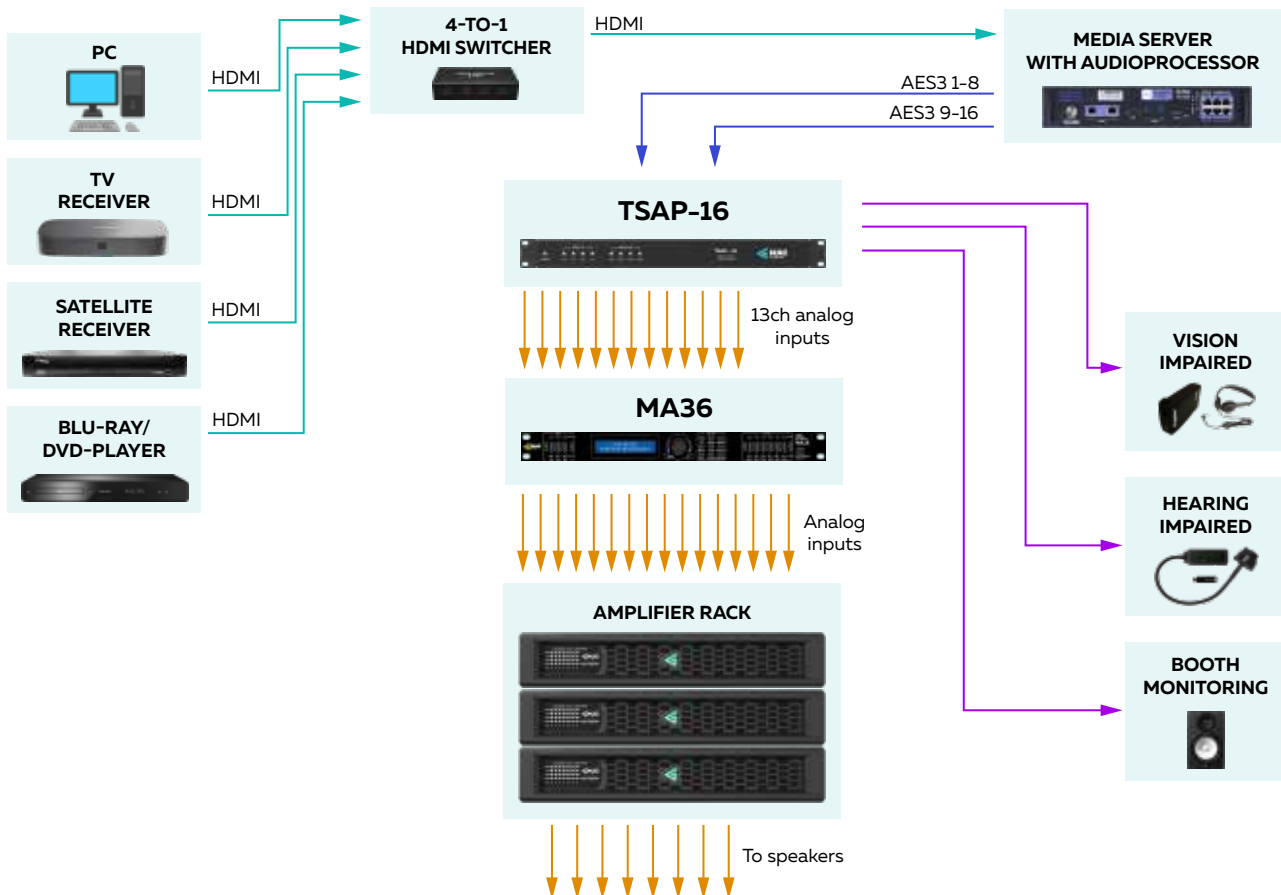 PC
HDMI
TV
RECEIVER
HDMI
SATELLITE
RECEIVER
HDMI
BLU-RAY/
DVD-PLAYER
HDMI
4-TO-1
HDMI SWITCHER
HDMI
MEDIA SERVER
WITH AUDIOPROCESSOR
AES3 1-8
AES3 9-16
TSAP-16
13ch analog
inputs
MA36
Analog
inputs
AMPLIFIER RACK
To speakers
VISION
IMPAIRED
HEARING
IMPAIRED
BOOTH
MONITORING